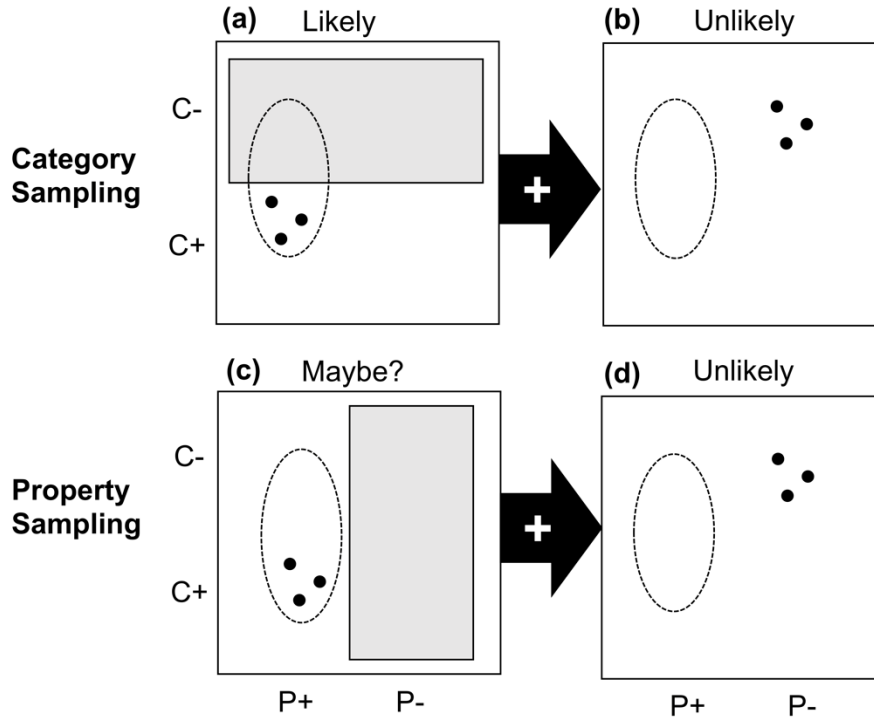 (a) Likely
(b) Unlikely
C-
Category
Sampling
+
C+
(c) Maybe?
(d) Unlikely
C-
Property
Sampling
+
C+
P+ P-
P+ P-